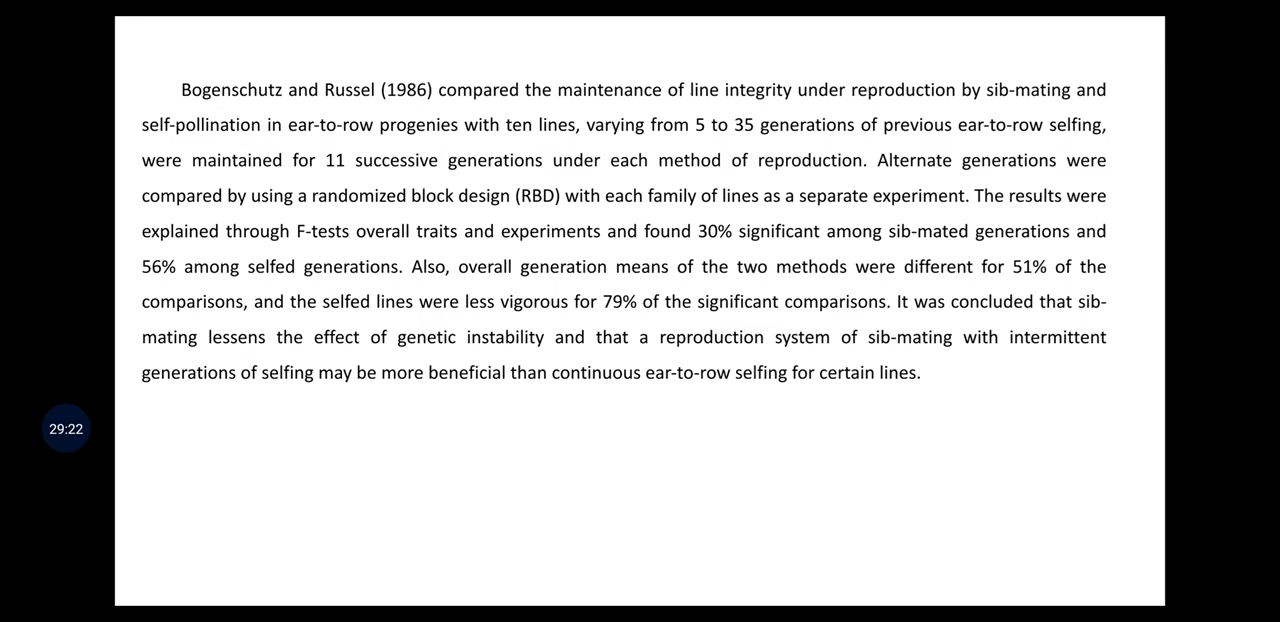 Bogenschutz and Russel (1986) compared the maintenance of line integrity under reproduction by sib-mating and
self-pollination in ear-to-row progenies with ten lines, varying from 5 to 35 generations of previous ear-to-row selfing,
were maintained for 11 successive generations under each method of reproduction. Alternate generations were
compared by using a randomized block design (RBD) with each family of lines as a separate experiment. The results were
explained through F-tests overall traits and experiments and found 30% significant among sib-mated generations and
56% among selfed generations. Also, overall generation means of the two methods were different for 51% of the
comparisons, and the selfed lines were less vigorous for 79% of the significant comparisons. It was concluded that sib-
mating lessens the effect of genetic instability and that a reproduction system of sib-mating with intermittent
generations of selfing may be more beneficial than continuous ear-to-row selfing for certain lines.
29:22